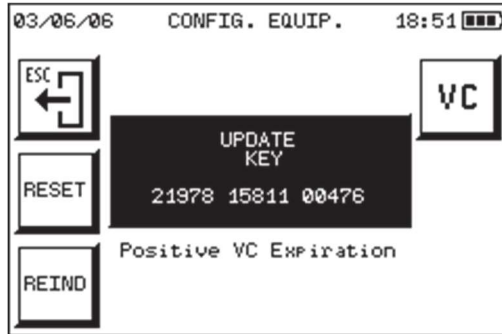 03/06/06 CONFIG. EQUIP. 18:51
ESC
VC
UPDATE
KEY
RESET
21978 15811 00476
Positive VC Expiration
REIND